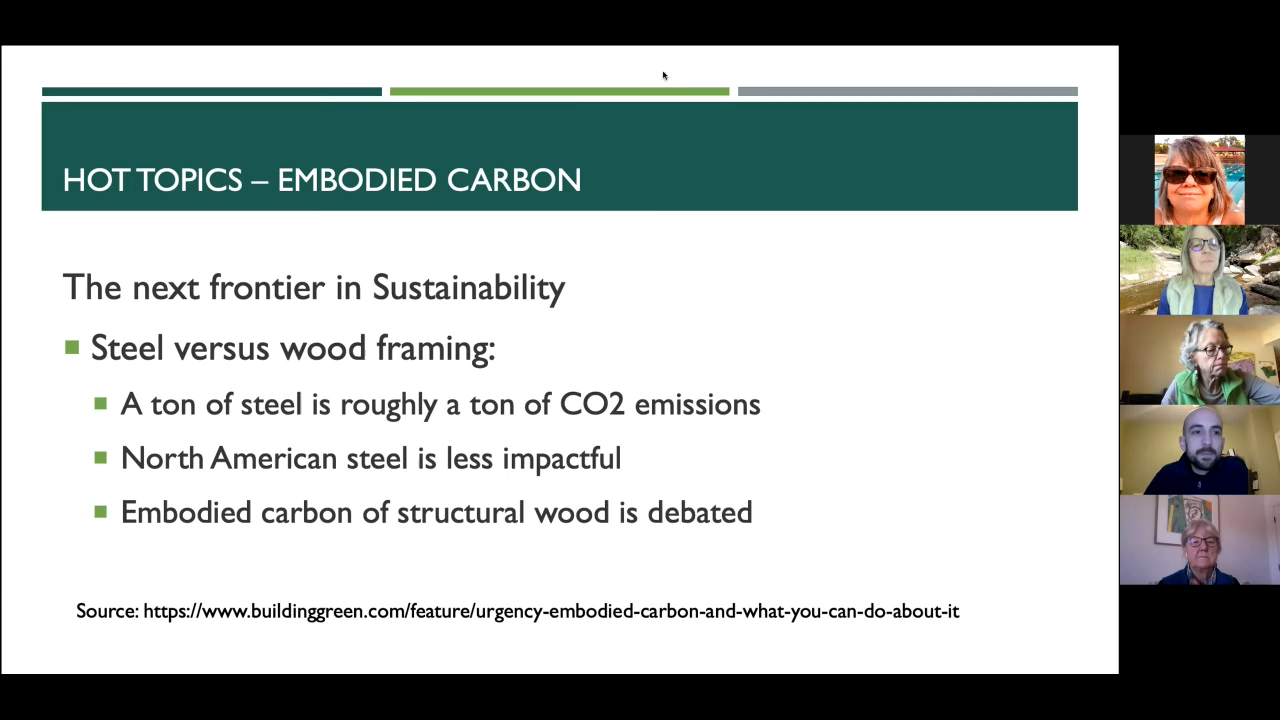 HOT TOPICS – EMBODIED CARBON
The next frontier in Sustainability
Steel versus wood framing:
A ton of steel is roughly a ton of CO2 emissions
North American steel is less impactful
Embodied carbon of structural wood is debated
Source: https://www.buildinggreen.com/feature/urgency-embodied-carbon-and-what-you-can-do-about-it